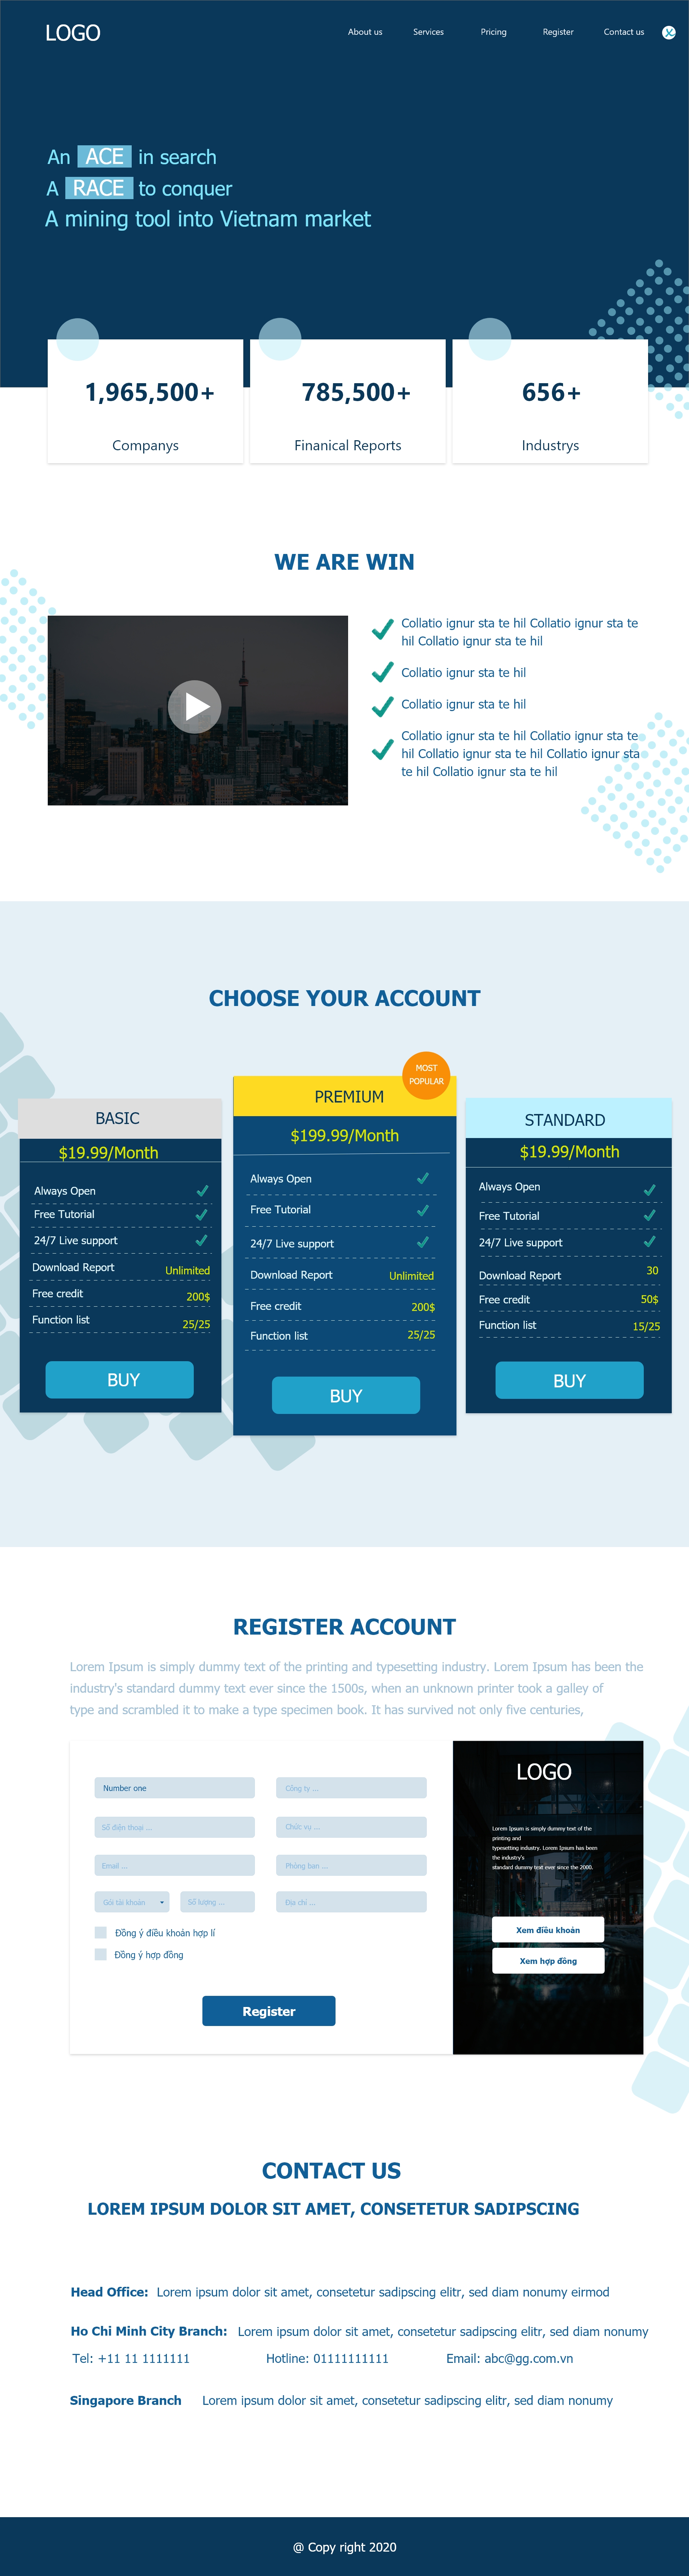 LOGO
About us
Services
Pricing
Register
Contact us
An ACE in search
A RACE to conquer
A mining tool into Vietnam market
1,965,500+
785,500+
656+
Companys
Finanical Reports
Industrys
WE ARE WIN
Collatio ignur sta te hil Collatio ignur sta te
hil Collatio ignur sta te hil
Collatio ignur sta te hil
Collatio ignur sta te hil
Collatio ignur sta te hil Collatio ignur sta te
hil Collatio ignur sta te hil Collatio ignur sta
te hil Collatio ignur sta te hil
CHOOSE YOUR ACCOUNT
BASIC
$19.99/Month
Always Open
Free Tutorial
24/7 Live support
Download Report Unlimited
Free credit 200$
Function list 25/25
BUY
MOST
POPULAR
PREMIUM
$199.99/Month
Always Open
Free Tutorial
24/7 Live support
Download Report Unlimited
Free credit 200$
Function list 25/25
BUY
STANDARD
$19.99/Month
Always Open
Free Tutorial
24/7 Live support
Download Report 30
Free credit 50$
Function list 15/25
BUY
REGISTER ACCOUNT
Lorem Ipsum is simply dummy text of the printing and typesetting industry. Lorem Ipsum has been the
industry's standard dummy text ever since the 1500s, when an unknown printer took a galley of
type and scrambled it to make a type specimen book. It has survived not only five centuries,
Number one
Công ty ...
Số điện thoại ...
Chức vụ ...
Email ...
Phòng ban ...
Gói tài khoản
Số lượng ...
Địa chỉ ...
Đồng ý điều khoản hợp lí
Đồng ý hợp đồng
Register
LOGO
Lorem Ipsum is simply dummy text of the
printing and
typesetting industry. Lorem Ipsum has been
the industry's
standard dummy text ever since the 2000.
Xem điều khoản
Xem hợp đồng
CONTACT US
LOREM IPSUM DOLOR SIT AMET, CONSETETUR SADIPSCING
Head Office: Lorem ipsum dolor sit amet, consetetur sadipscing elitr, sed diam nonumy eirmod
Ho Chi Minh City Branch: Lorem ipsum dolor sit amet, consetetur sadipscing elitr, sed diam nonumy
Tel: +11 11 1111111 Hotline: 01111111111 Email: abc@gg.com.vn
Singapore Branch Lorem ipsum dolor sit amet, consetetur sadipscing elitr, sed diam nonumy
@ Copy right 2020